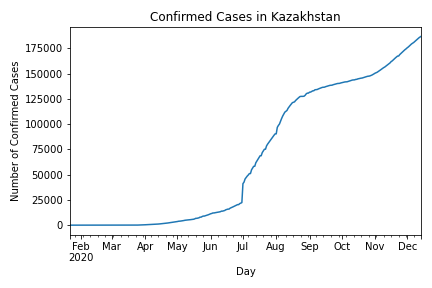 Confirmed Cases in Kazakhstan
Number of Confirmed Cases
175000
150000
125000
100000
75000
50000
25000
0
Feb Mar Apr May Jun Jul Aug Sep Oct Nov Dec
2020
Day